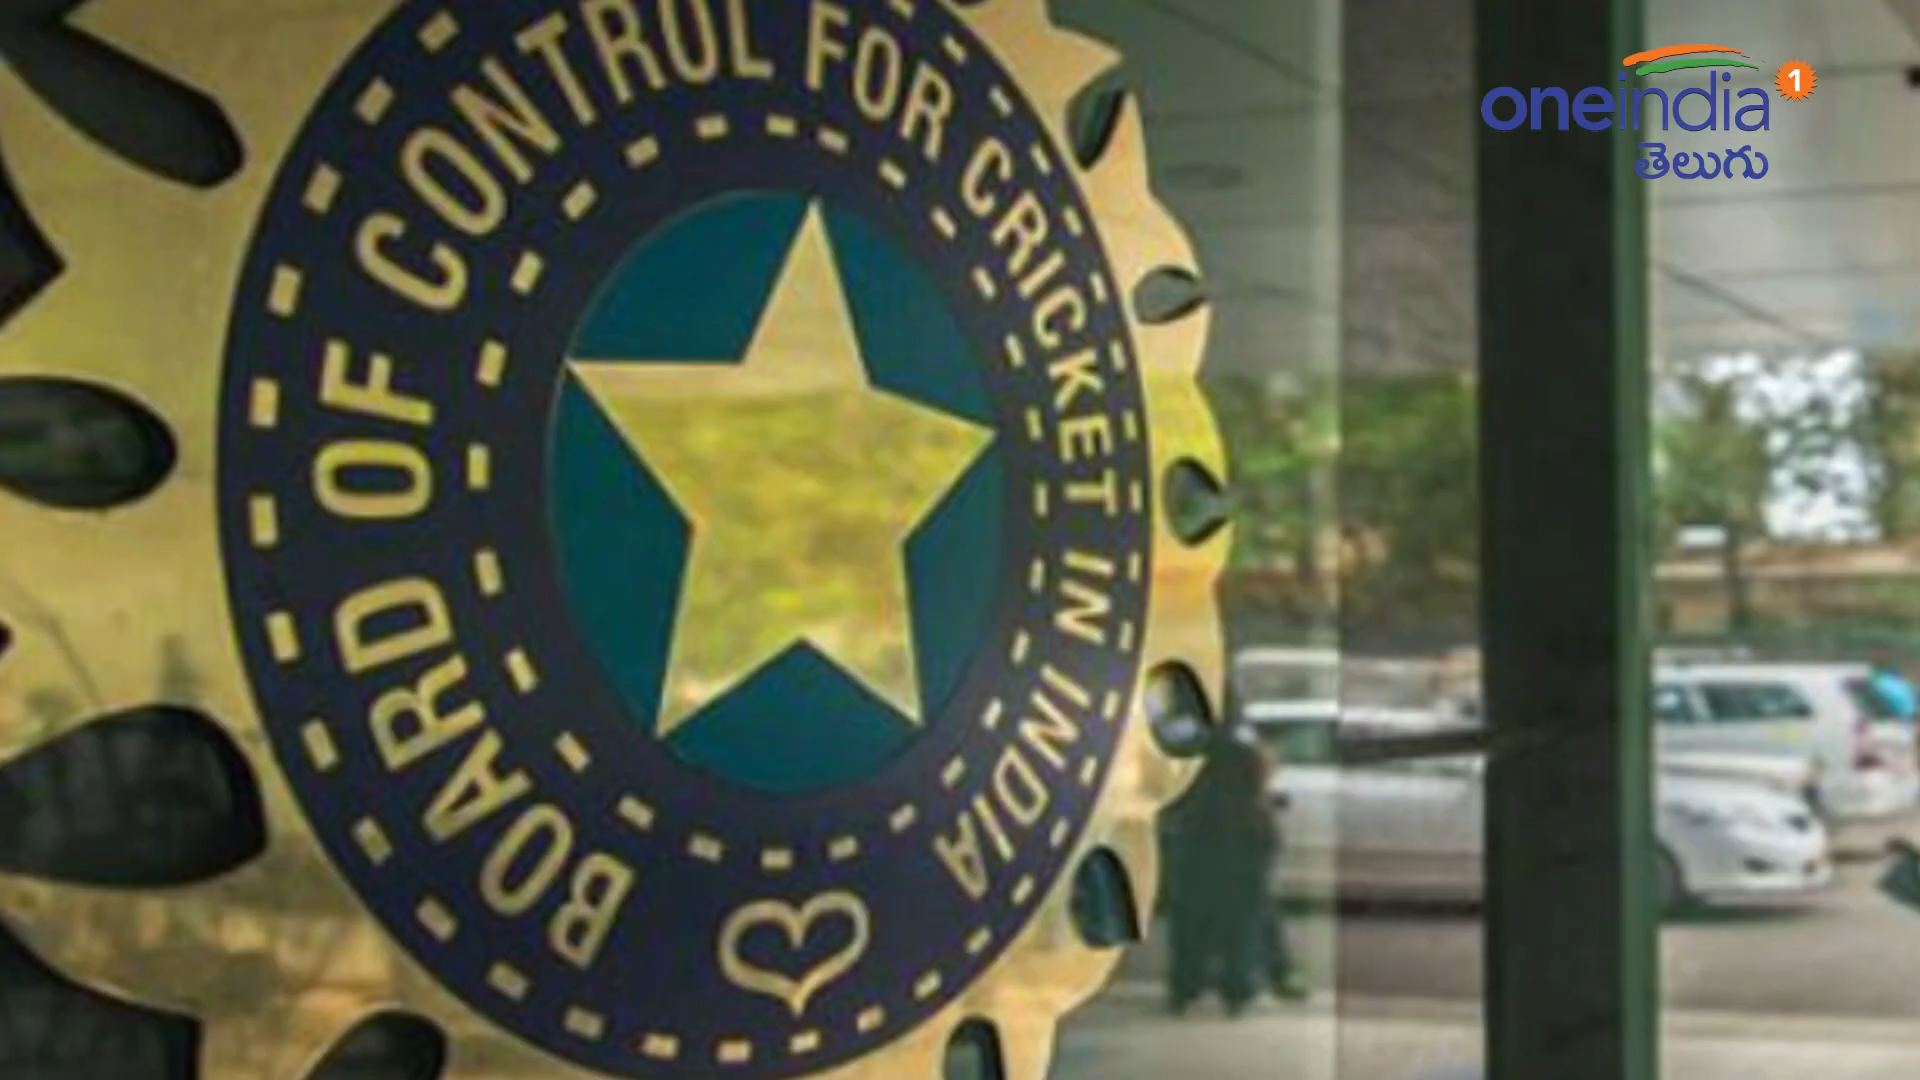 BOARD OF CONTROL FOR CRICKET IN INDIA
oneindia 1
తెలుగు